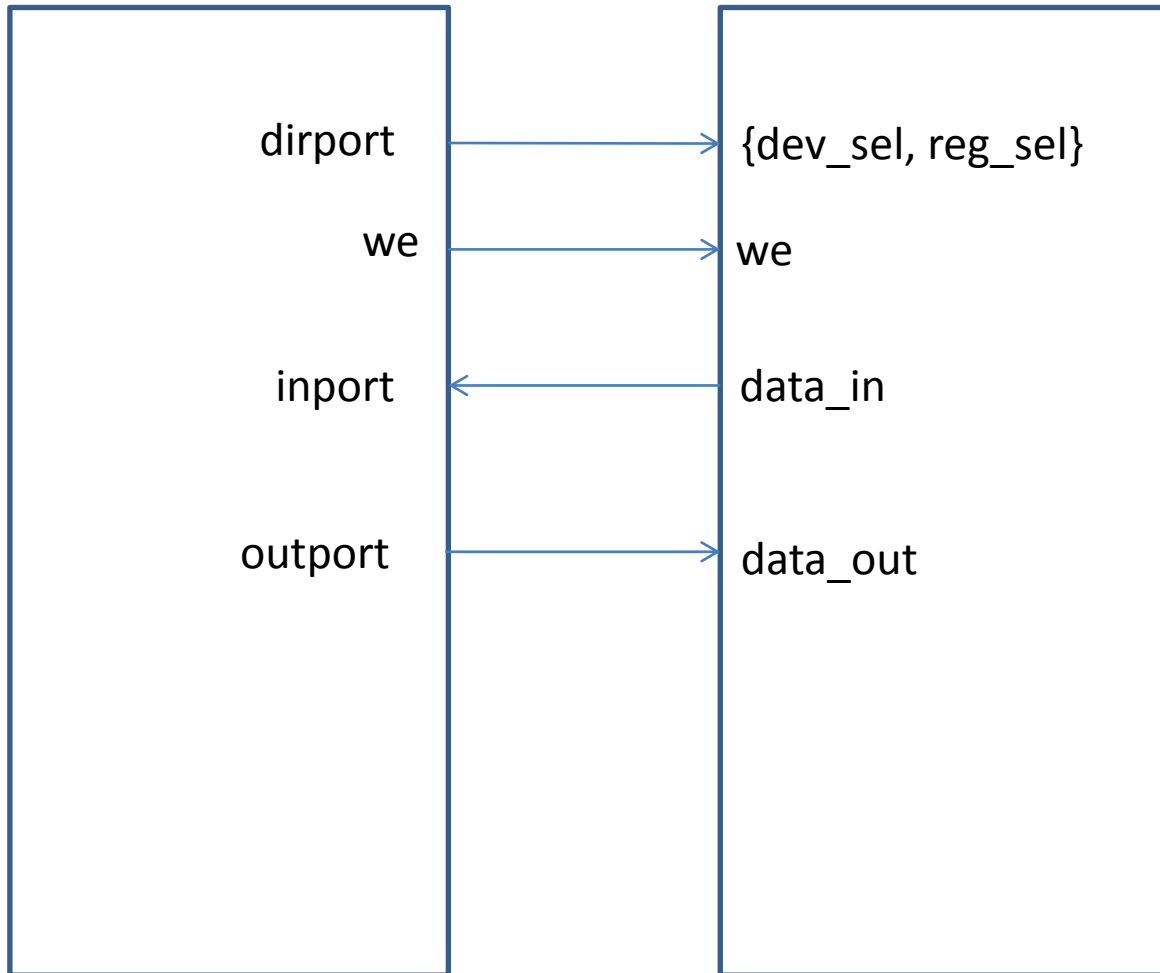 dirport {dev_sel, reg_sel}
we we
inport data_in
outport data_out